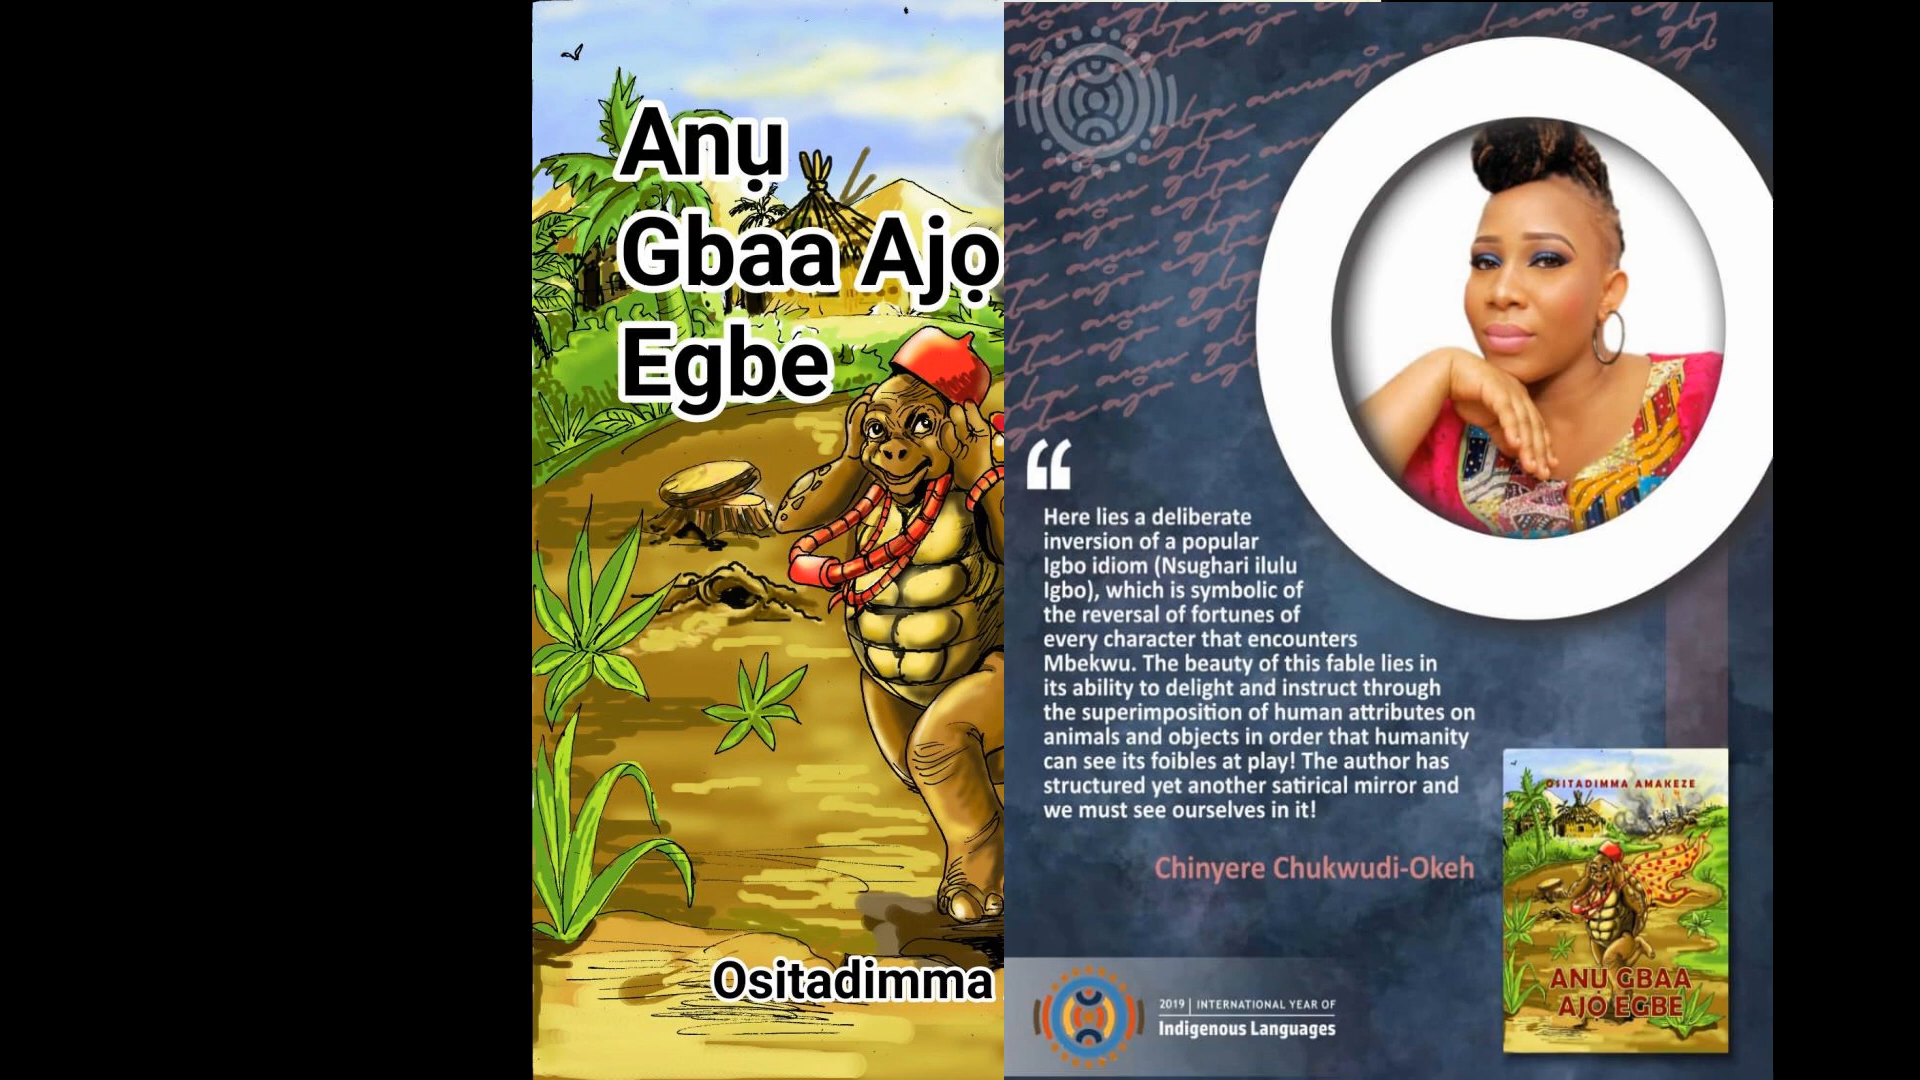 Anụ
Gbaa Ajọ
Egbe
Ositadimma
“
Here lies a deliberate
inversion of a popular
Igbo idiom (Nsughari ilulu
Igbo), which is symbolic of
the reversal of fortunes of
every character that encounters
Mbekwu. The beauty of this fable lies in
its ability to delight and instruct through
the superimposition of human attributes on
animals and objects in order that humanity
can see its foibles at play! The author has
structured yet another satirical mirror and
we must see ourselves in it!
Chinyere Chukwudi-Okeh
2019 | INTERNATIONAL YEAR OF
Indigenous Languages
OSITADIMMA AMAKEZE
ANỤ GBAA
AJỌ EGBE